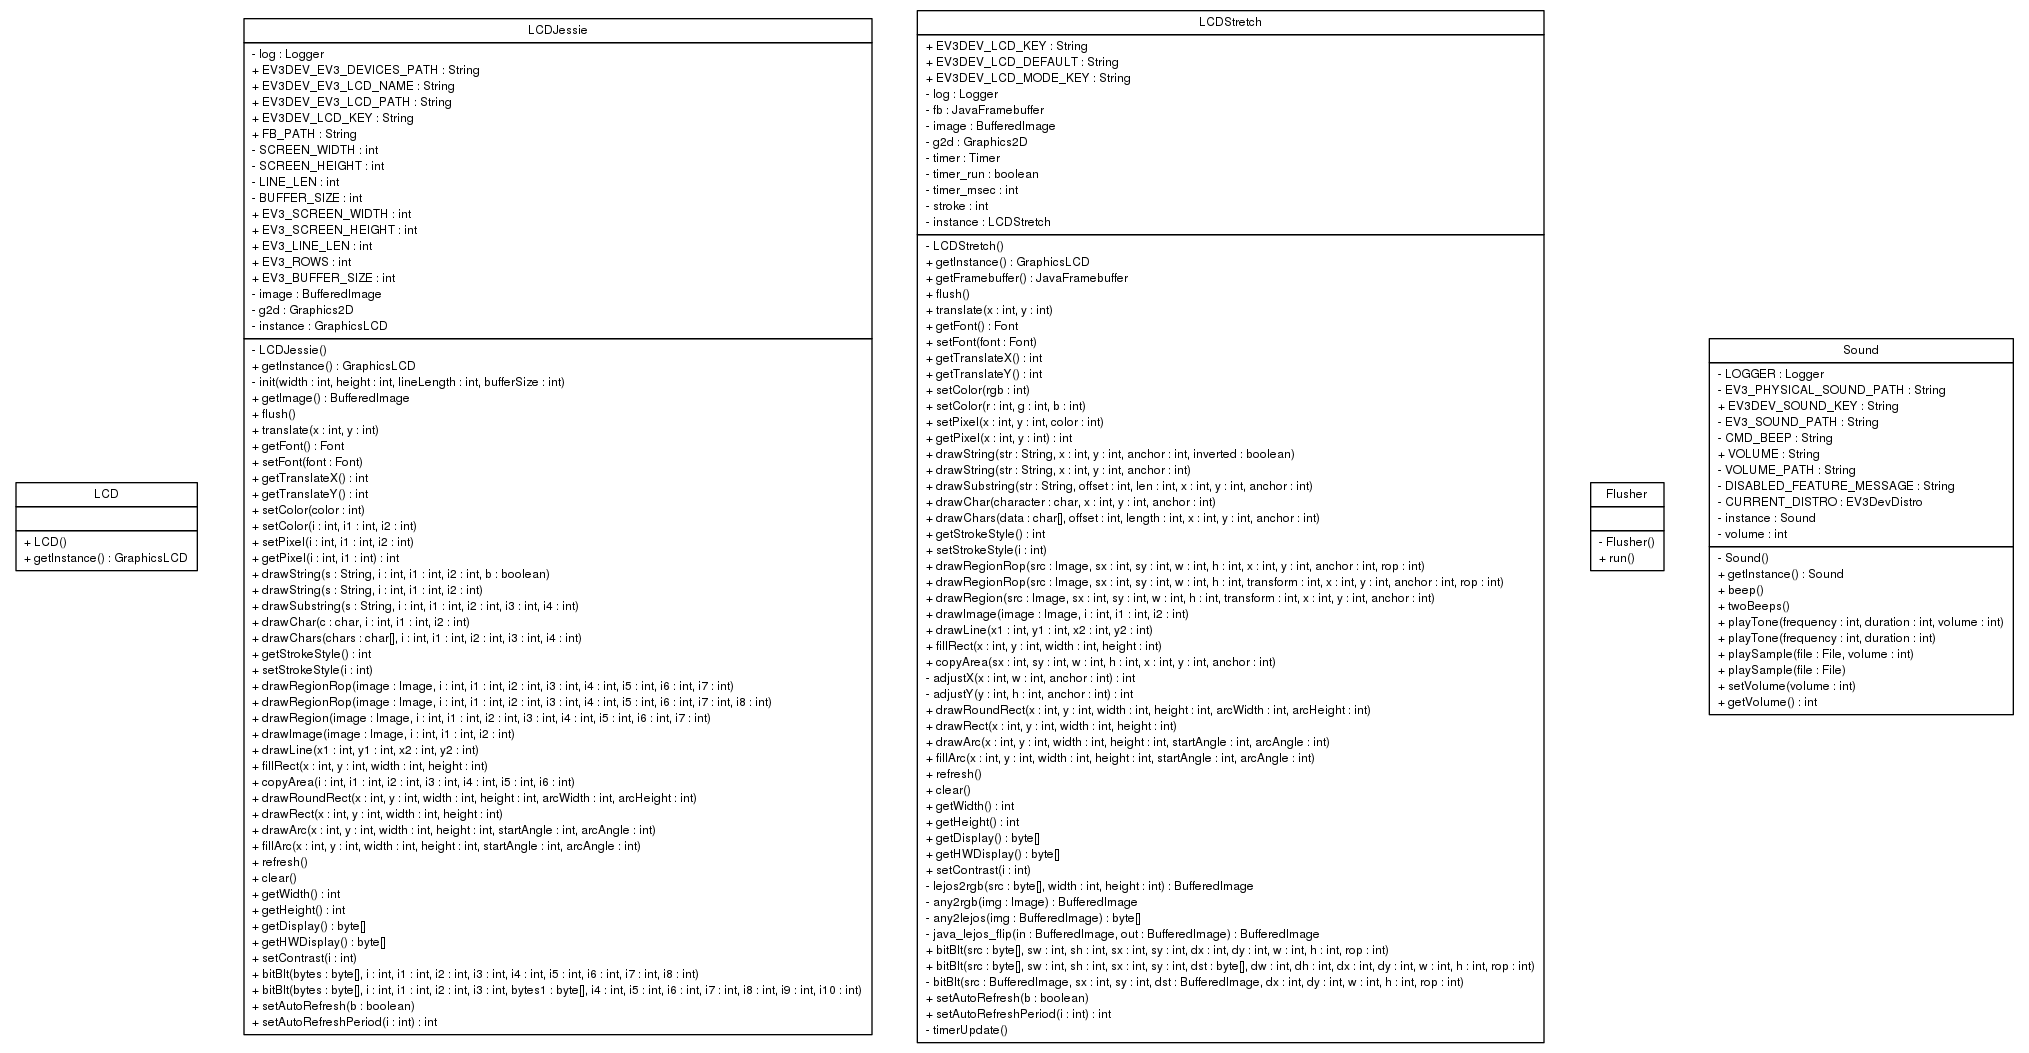 LCD
+ LCD()
+ getInstance() : GraphicsLCD
LCDJessie
- log : Logger
+ EV3DEV_EV3_DEVICES_PATH : String
+ EV3DEV_EV3_LCD_NAME : String
+ EV3DEV_EV3_LCD_PATH : String
+ EV3DEV_LCD_KEY : String
+ FB_PATH : String
- SCREEN_WIDTH : int
- SCREEN_HEIGHT : int
- LINE_LEN : int
- BUFFER_SIZE : int
+ EV3_SCREEN_WIDTH : int
+ EV3_SCREEN_HEIGHT : int
+ EV3_LINE_LEN : int
+ EV3_ROWS : int
+ EV3_BUFFER_SIZE : int
- image : BufferedImage
- g2d : Graphics2D
- instance : GraphicsLCD
- LCDJessie()
+ getInstance() : GraphicsLCD
- init(width : int, height : int, lineLength : int, bufferSize : int)
+ getImage() : BufferedImage
+ flush()
+ translate(x : int, y : int)
+ getFont() : Font
+ setFont(font : Font)
+ getTranslateX() : int
+ getTranslateY() : int
+ setColor(color : int)
+ setColor(i : int, i1 : int, i2 : int)
+ setPixel(i : int, i1 : int, i2 : int)
+ getPixel(i : int, i1 : int) : int
+ drawString(s : String, i : int, i1 : int, i2 : int, b : boolean)
+ drawString(s : String, i : int, i1 : int, i2 : int)
+ drawSubstring(s : String, i : int, i1 : int, i2 : int, i3 : int, i4 : int)
+ drawChar(c : char, i : int, i1 : int, i2 : int)
+ drawChars(chars : char[], i : int, i1 : int, i2 : int, i3 : int, i4 : int)
+ getStrokeStyle() : int
+ setStrokeStyle(i : int)
+ drawRegionRop(image : Image, i : int, i1 : int, i2 : int, i3 : int, i4 : int, i5 : int, i6 : int, i7 : int)
+ drawRegionRop(image : Image, i : int, i1 : int, i2 : int, i3 : int, i4 : int, i5 : int, i6 : int, i7 : int, i8 : int)
+ drawRegion(image : Image, i : int, i1 : int, i2 : int, i3 : int, i4 : int, i5 : int, i6 : int, i7 : int)
+ drawImage(image : Image, i : int, i1 : int, i2 : int)
+ drawLine(x1 : int, y1 : int, x2 : int, y2 : int)
+ fillRect(x : int, y : int, width : int, height : int)
+ copyArea(i : int, i1 : int, i2 : int, i3 : int, i4 : int, i5 : int, i6 : int)
+ drawRoundRect(x : int, y : int, width : int, height : int, arcWidth : int, arcHeight : int)
+ drawRect(x : int, y : int, width : int, height : int)
+ drawArc(x : int, y : int, width : int, height : int, startAngle : int, arcAngle : int)
+ fillArc(x : int, y : int, width : int, height : int, startAngle : int, arcAngle : int)
+ refresh()
+ clear()
+ getWidth() : int
+ getHeight() : int
+ getDisplay() : byte[]
+ getHWDisplay() : byte[]
+ setContrast(i : int)
+ bitBlt(bytes : byte[], i : int, i1 : int, i2 : int, i3 : int, i4 : int, i5 : int, i6 : int, i7 : int, i8 : int)
+ bitBlt(bytes : byte[], i : int, i1 : int, i2 : int, i3 : int, bytes1 : byte[], i4 : int, i5 : int, i6 : int, i7 : int, i8 : int, i9 : int, i10 : int)
+ setAutoRefresh(b : boolean)
+ setAutoRefreshPeriod(i : int) : int
LCDStretch
+ EV3DEV_LCD_KEY : String
+ EV3DEV_LCD_DEFAULT : String
+ EV3DEV_LCD_MODE_KEY : String
- log : Logger
- fb : JavaFramebuffer
- image : BufferedImage
- g2d : Graphics2D
- timer : Timer
- timer_run : boolean
- timer_msec : int
- stroke : int
- instance : LCDStretch
- LCDStretch()
+ getInstance() : GraphicsLCD
+ getFramebuffer() : JavaFramebuffer
+ flush()
+ translate(x : int, y : int)
+ getFont() : Font
+ setFont(font : Font)
+ getTranslateX() : int
+ getTranslateY() : int
+ setColor(rgb : int)
+ setColor(r : int, g : int, b : int)
+ setPixel(x : int, y : int, color : int)
+ getPixel(x : int, y : int) : int
+ drawString(str : String, x : int, y : int, anchor : int, inverted : boolean)
+ drawString(str : String, x : int, y : int, anchor : int)
+ drawSubstring(str : String, offset : int, len : int, x : int, y : int, anchor : int)
+ drawChar(character : char, x : int, y : int, anchor : int)
+ drawChars(data : char[], offset : int, length : int, x : int, y : int, anchor : int)
+ getStrokeStyle() : int
+ setStrokeStyle(i : int)
+ drawRegionRop(src : Image, sx : int, sy : int, w : int, h : int, x : int, y : int, anchor : int, rop : int)
+ drawRegionRop(src : Image, sx : int, sy : int, w : int, h : int, transform : int, x : int, y : int, anchor : int, rop : int)
+ drawRegion(src : Image, sx : int, sy : int, w : int, h : int, transform : int, x : int, y : int, anchor : int)
+ drawImage(image : Image, i : int, i1 : int, i2 : int)
+ drawLine(x1 : int, y1 : int, x2 : int, y2 : int)
+ fillRect(x : int, y : int, width : int, height : int)
+ copyArea(sx : int, sy : int, w : int, h : int, x : int, y : int, anchor : int)
- adjustX(x : int, w : int, anchor : int) : int
- adjustY(y : int, h : int, anchor : int) : int
+ drawRoundRect(x : int, y : int, width : int, height : int, arcWidth : int, arcHeight : int)
+ drawRect(x : int, y : int, width : int, height : int)
+ drawArc(x : int, y : int, width : int, height : int, startAngle : int, arcAngle : int)
+ fillArc(x : int, y : int, width : int, height : int, startAngle : int, arcAngle : int)
+ refresh()
+ clear()
+ getWidth() : int
+ getHeight() : int
+ getDisplay() : byte[]
+ getHWDisplay() : byte[]
+ setContrast(i : int)
- lejos2rgb(src : byte[], width : int, height : int) : BufferedImage
- any2rgb(img : Image) : BufferedImage
- any2lejos(img : BufferedImage) : byte[]
- java_lejos_flip(in : BufferedImage, out : BufferedImage) : BufferedImage
+ bitBlt(src : byte[], sw : int, sh : int, sx : int, sy : int, dx : int, dy : int, w : int, h : int, rop : int)
+ bitBlt(src : byte[], sw : int, sh : int, sx : int, sy : int, dst : byte[], dw : int, dh : int, dx : int, dy : int, w : int, h : int, rop : int)
- bitBlt(src : BufferedImage, sx : int, sy : int, dst : BufferedImage, dx : int, dy : int, w : int, h : int, rop : int)
+ setAutoRefresh(b : boolean)
+ setAutoRefreshPeriod(i : int) : int
- timerUpdate()
Flusher
- Flusher()
+ run()
Sound
- LOGGER : Logger
- EV3_PHYSICAL_SOUND_PATH : String
+ EV3DEV_SOUND_KEY : String
- EV3_SOUND_PATH : String
- CMD_BEEP : String
+ VOLUME : String
- VOLUME_PATH : String
- DISABLED_FEATURE_MESSAGE : String
- CURRENT_DISTRO : EV3DevDistro
- instance : Sound
- volume : int
- Sound()
+ getInstance() : Sound
+ beep()
+ twoBeeps()
+ playTone(frequency : int, duration : int, volume : int)
+ playTone(frequency : int, duration : int)
+ playSample(file : File, volume : int)
+ playSample(file : File)
+ setVolume(volume : int)
+ getVolume() : int